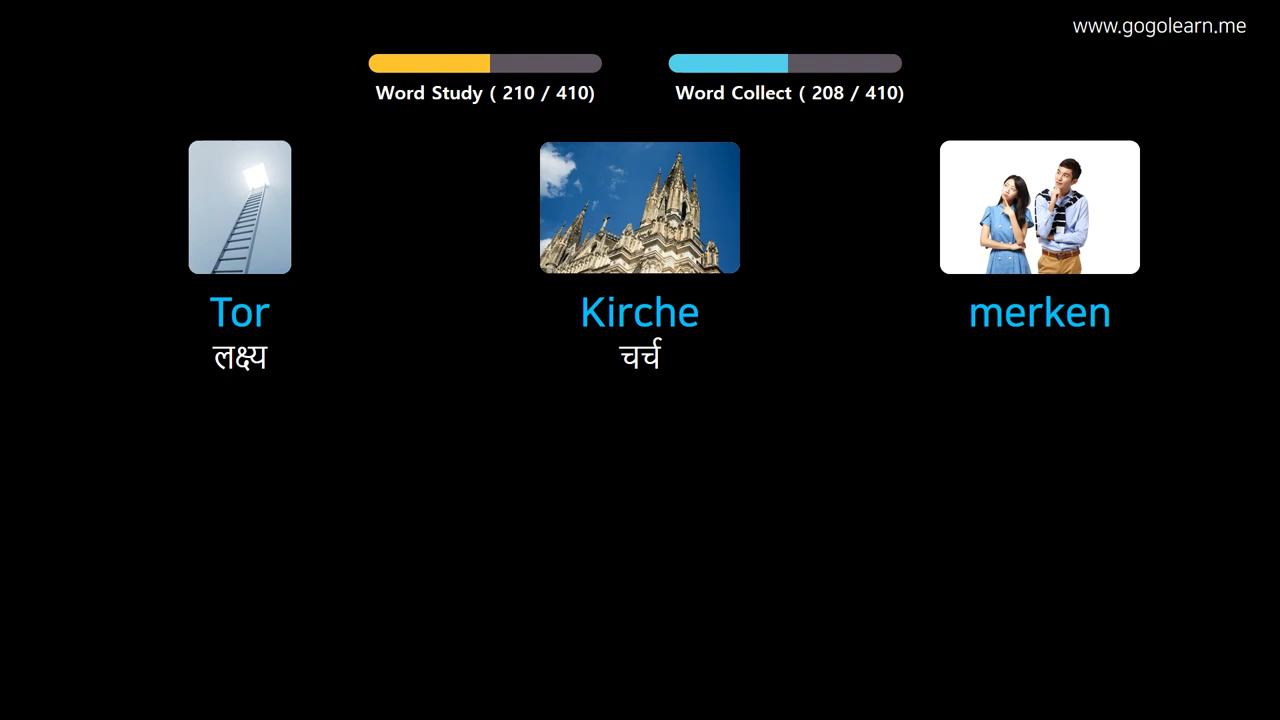 www.gogolearn.me
Word Study ( 210 / 410)
Word Collect ( 208 / 410)
Tor
लक्ष्य
Kirche
चर्च
merken